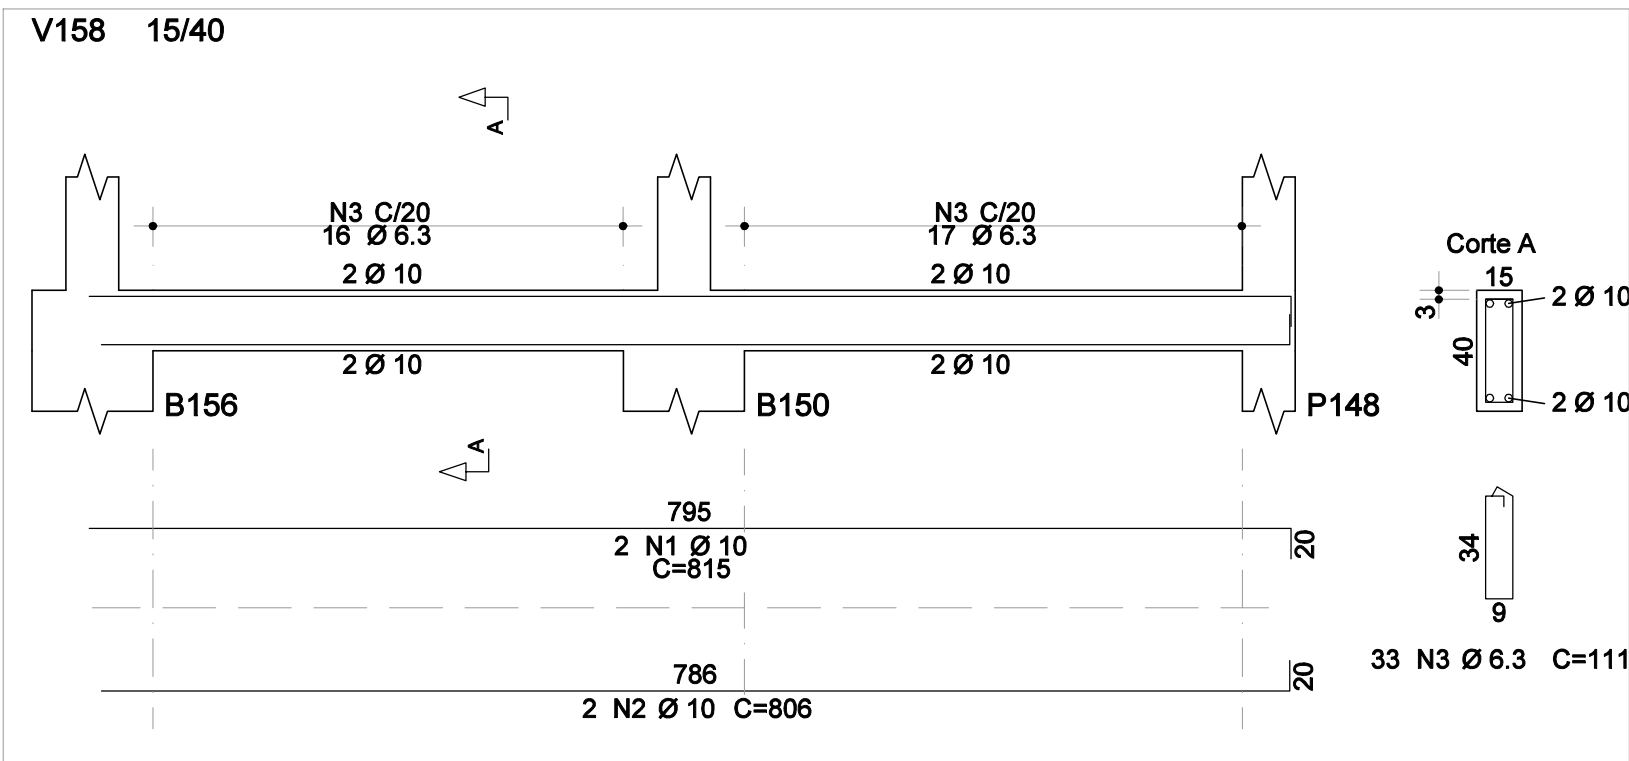 V158 15/40
A
N3 C/20
16 Ø 6.3
N3 C/20
17 Ø 6.3
2 Ø 10
2 Ø 10
2 Ø 10
2 Ø 10
B156
B150
P148
A
Corte A
15
3
40
2 Ø 10
2 Ø 10
795
2 N1 Ø 10
C=815
20
786
2 N2 Ø 10 C=806
20
34
9
33 N3 Ø 6.3 C=111